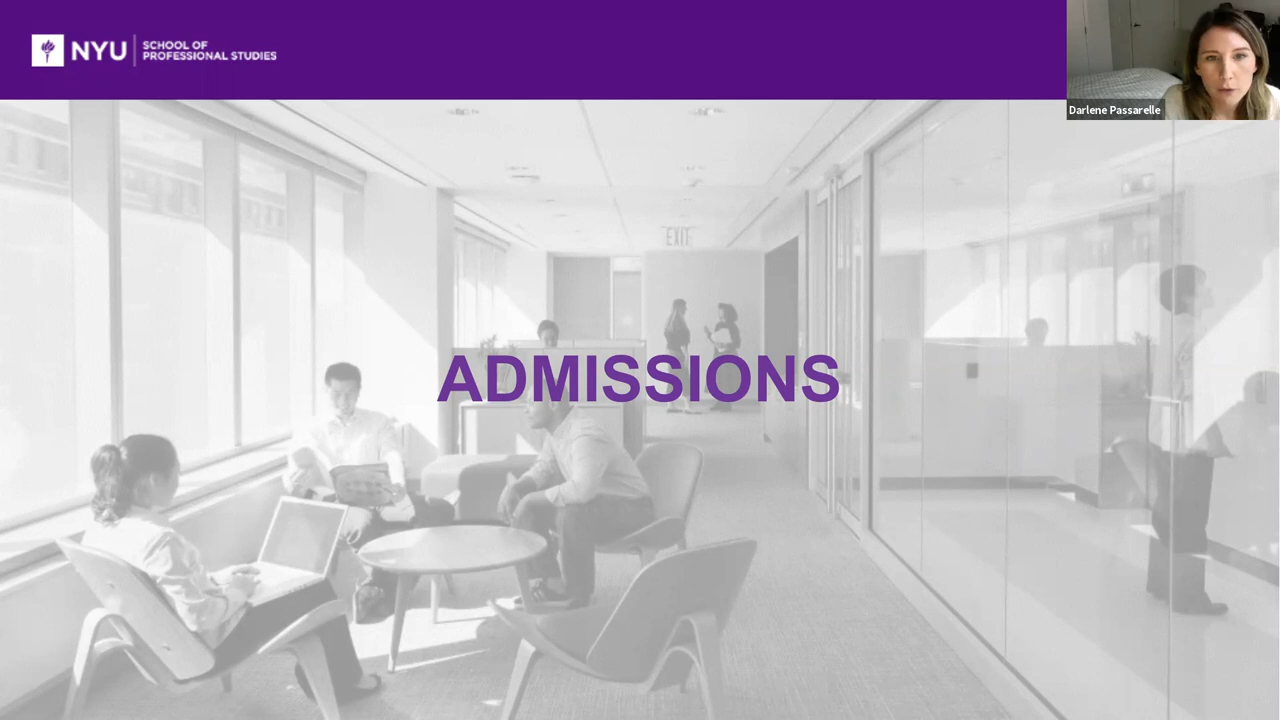 NYU
SCHOOL OF
PROFESSIONAL STUDIES
Darlene Passarelle
EXIT
ADMISSIONS